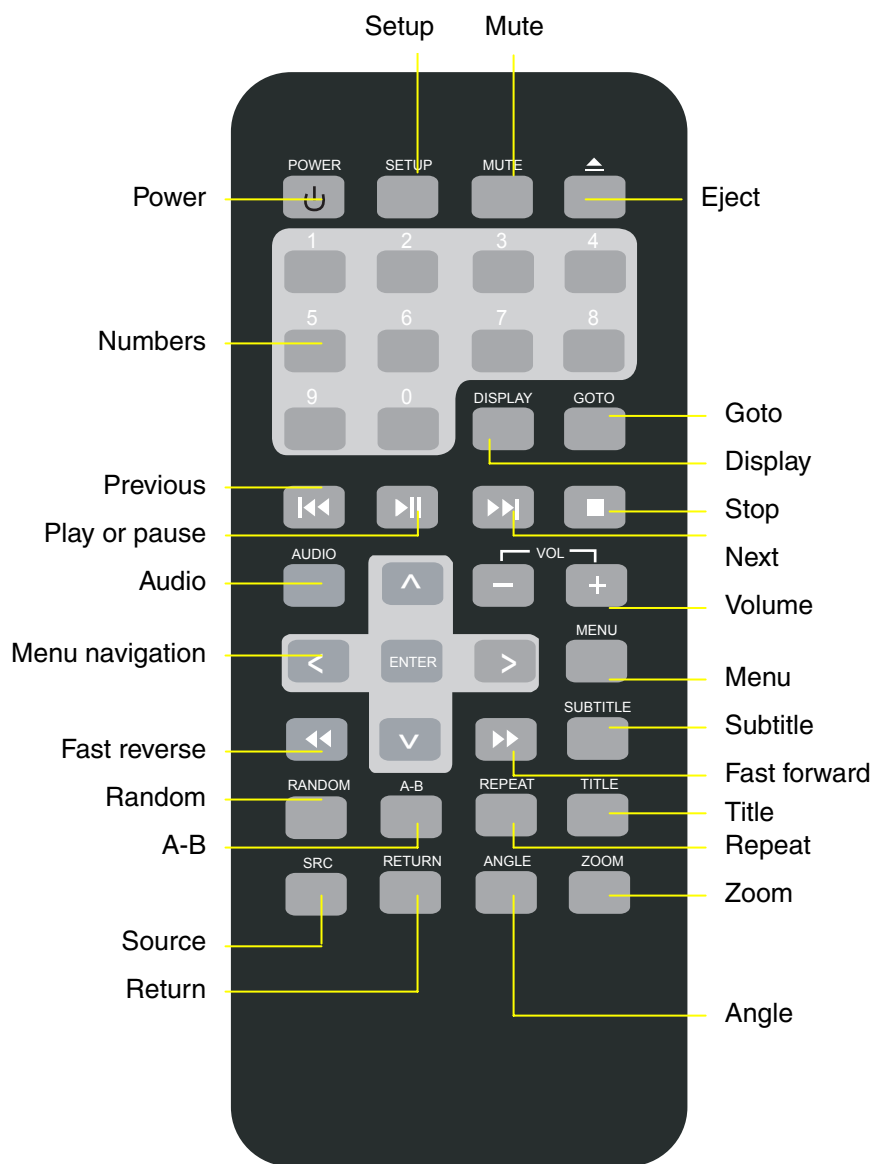 Setup Mute
POWER SETUP MUTE
Power Eject
1 2 3 4
5 6 7 8
Numbers
9 0 DISPLAY GOTO
Goto
Display
Previous
Stop
Play or pause
Next
AUDIO VOL
Audio
Volume
MENU
Menu navigation
ENTER
Menu
SUBTITLE
Subtitle
Fast reverse
Fast forward
RANDOM A-B REPEAT TITLE
Random
Title
A-B
Repeat
SRC RETURN ANGLE ZOOM
Zoom
Source
Return
Angle